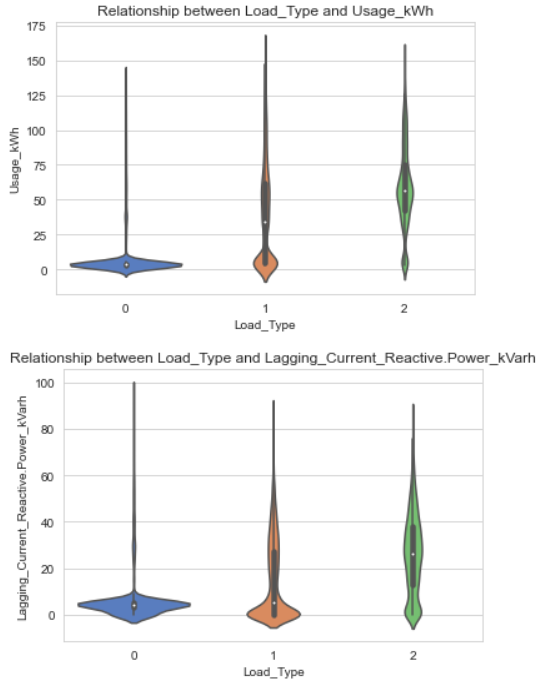 Relationship between Load_Type and Usage_kWh
175
150
125
100
75
50
25
0
Usage_kWh
0 1 2
Load_Type
Relationship between Load_Type and Lagging_Current_Reactive.Power_kVarh
100
80
60
40
20
0
Lagging_Current_Reactive.Power_kVarh
0 1 2
Load_Type